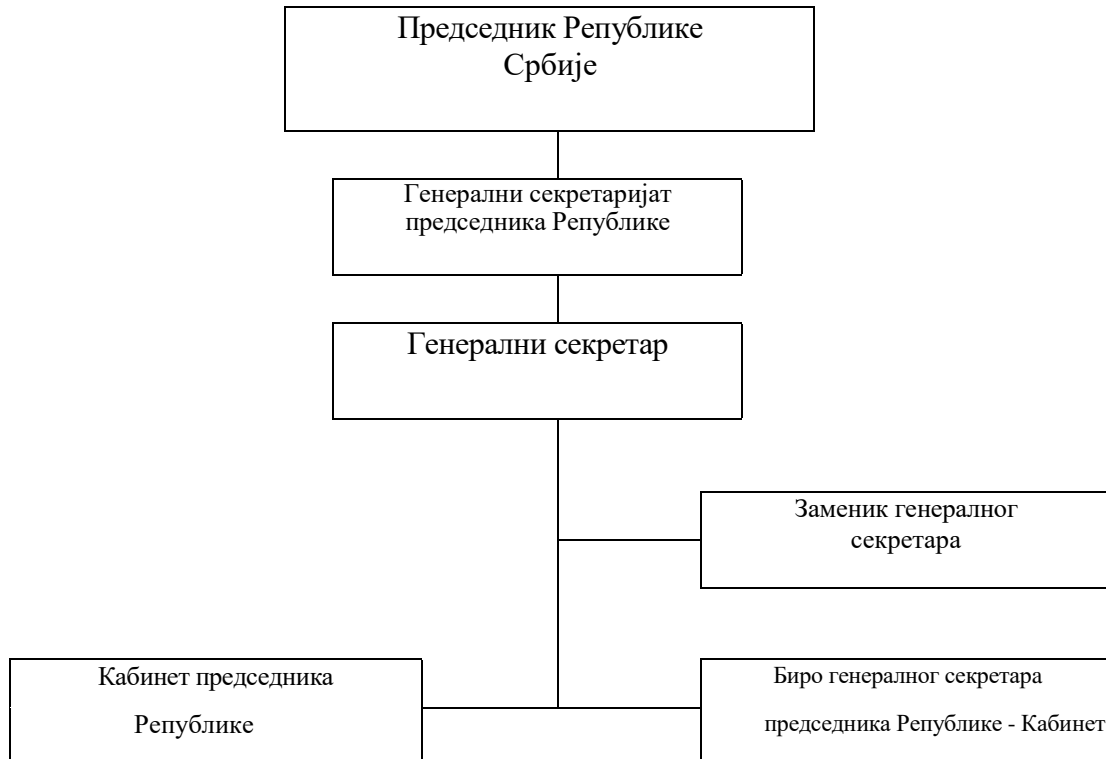 Председник Републике
Србије
Генерални секретаријат
председника Републике
Генерални секретар
Заменик генералног
секретара
Кабинет председника
Републике
Биро генералног секретара
председника Републике - Кабинет